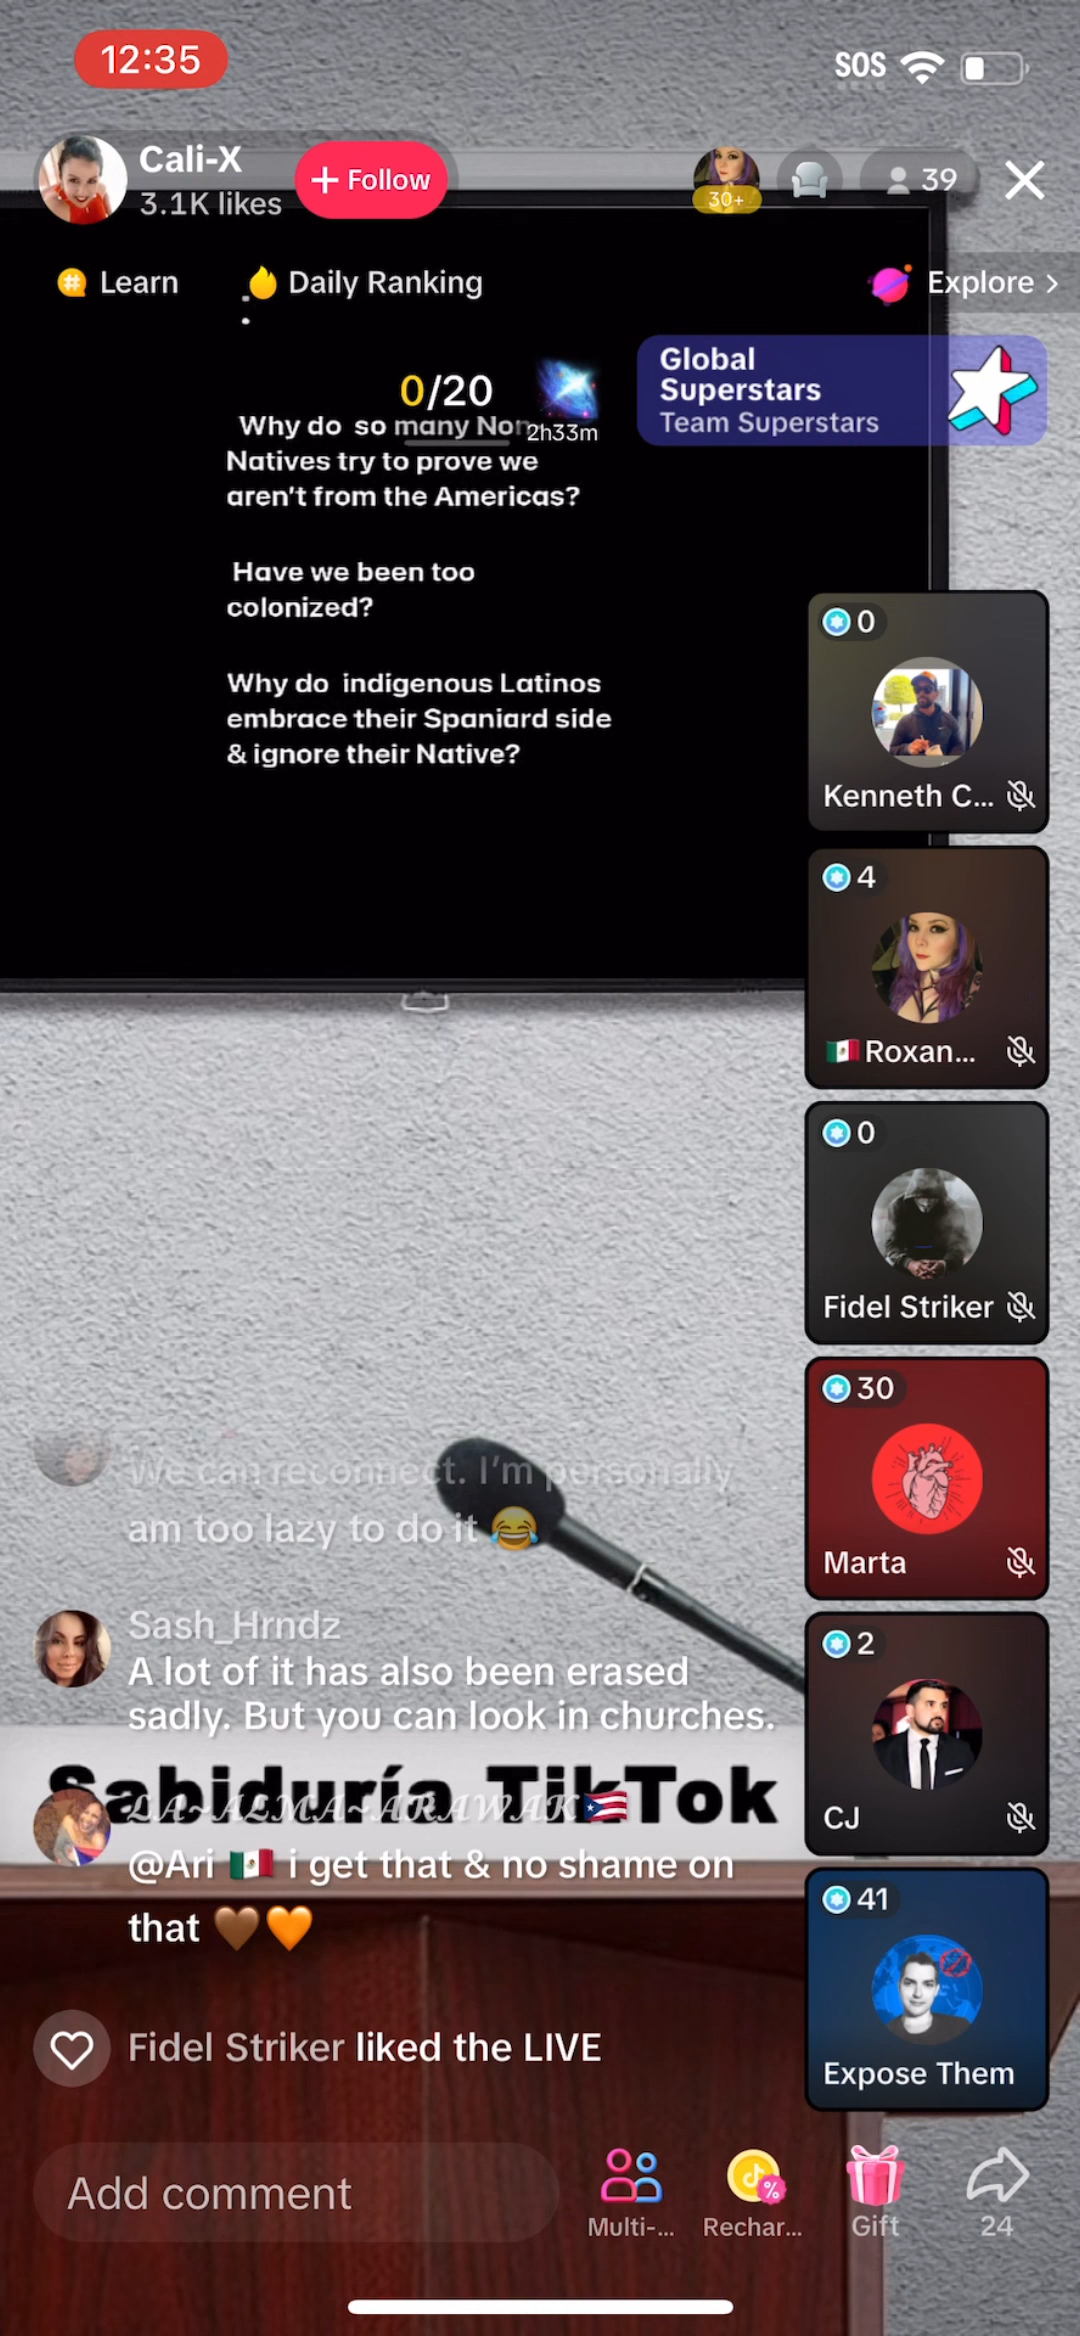 12:35
SOS
Cali-X
3.1K likes
+ Follow
30+
39
Learn
Daily Ranking
Explore >
0/20
2h33m
Global
Superstars
Team Superstars
Why do so many Non
Natives try to prove we
aren't from the Americas?
Have we been too
colonized?
Why do indigenous Latinos
embrace their Spaniard side
& ignore their Native?
0
Kenneth C...
4
🇲🇽 Roxan...
0
Fidel Striker
30
Marta
2
CJ
41
Expose Them
We can reconnect. I'm personally
am too lazy to do it 😂
Sash_Hrndz
A lot of it has also been erased
sadly. But you can look in churches.
Sabiduría TikTok
LA~ALMA~ARAWAK🇵🇷
@Ari 🇲🇽 i get that & no shame on
that 🤎🧡
Fidel Striker liked the LIVE
Add comment
Multi-...
Rechar...
Gift
24